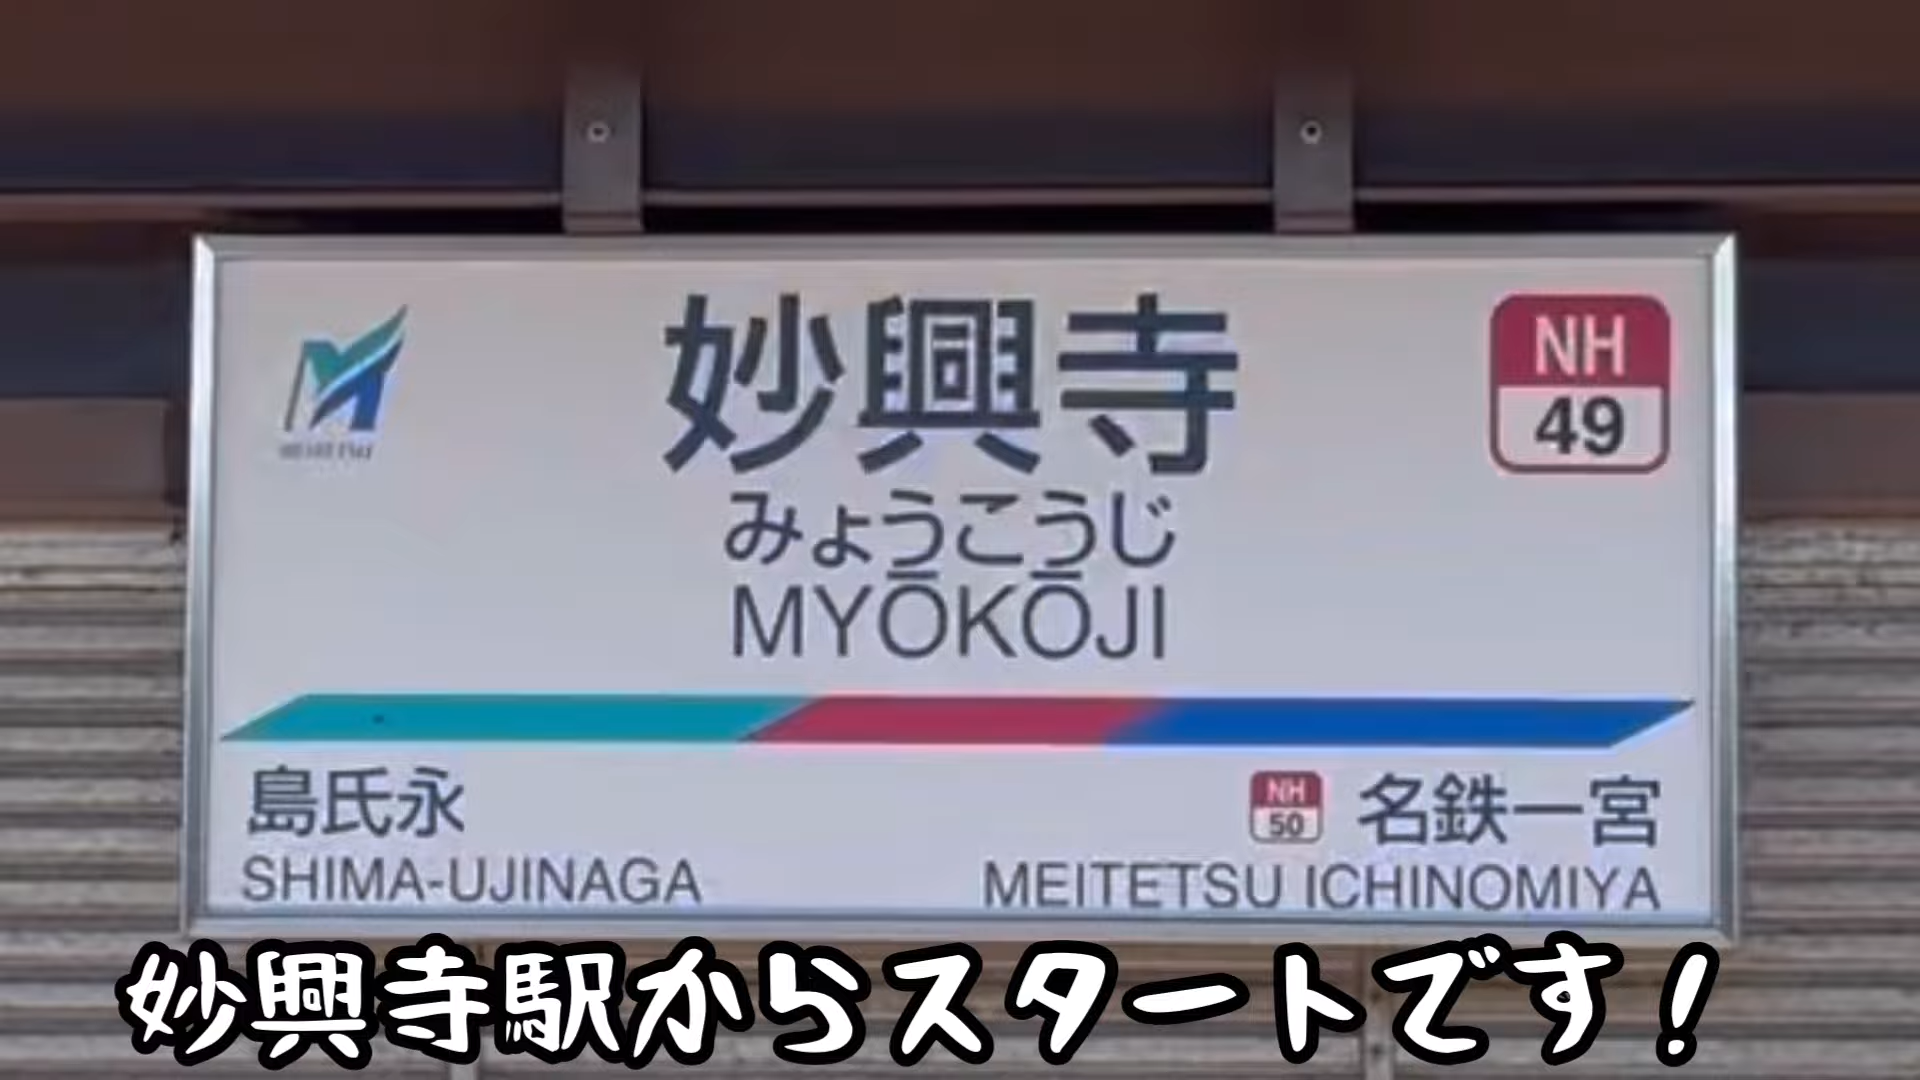 妙興寺
みょうこうじ
MYŌKŌJI
NH
49
島氏永
SHIMA-UJINAGA
NH
50
名鉄一宮
MEITETSU ICHINOMIYA
妙興寺駅からスタートです！